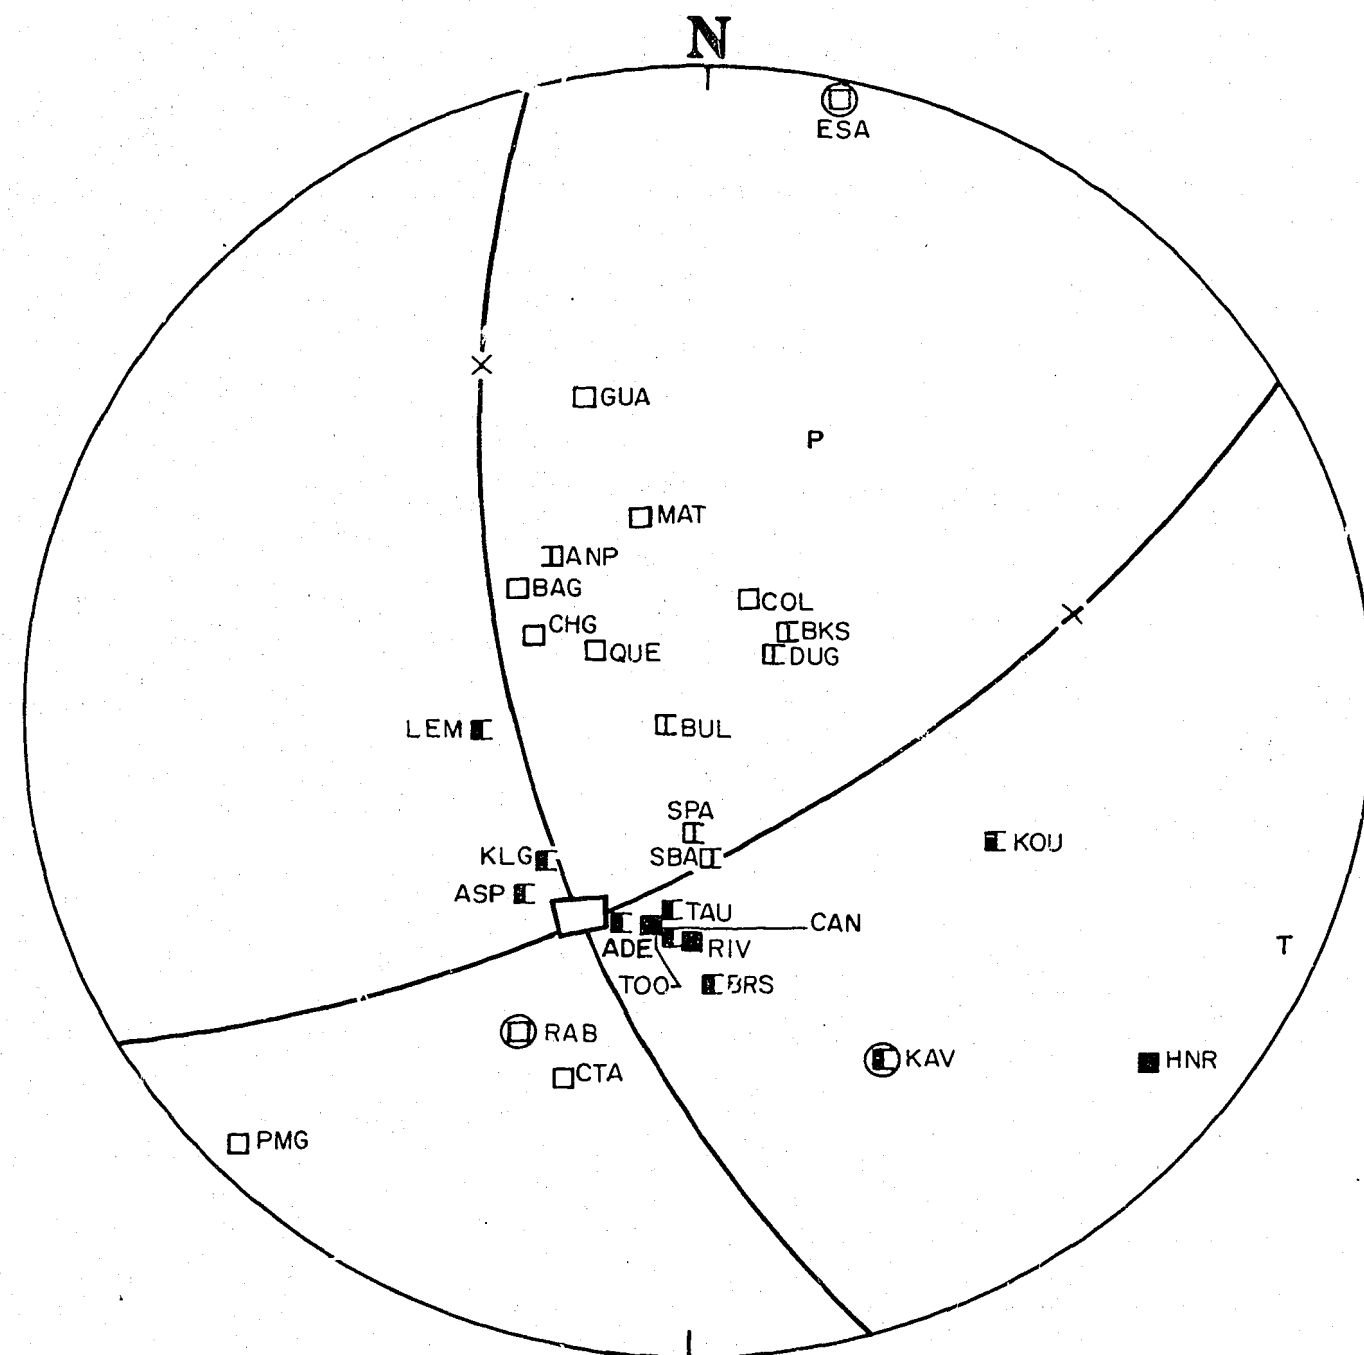 N
ESA
GUA
P
MAT
ANP
BAG
COL
CHG
BKS
QUE
DUG
LEM
BUL
SPA
KOU
KLG
SBA
ASP
TAU
CAN
ADE
RIV
TOO
BRS
T
RAB
KAV
HNR
CTA
PMG